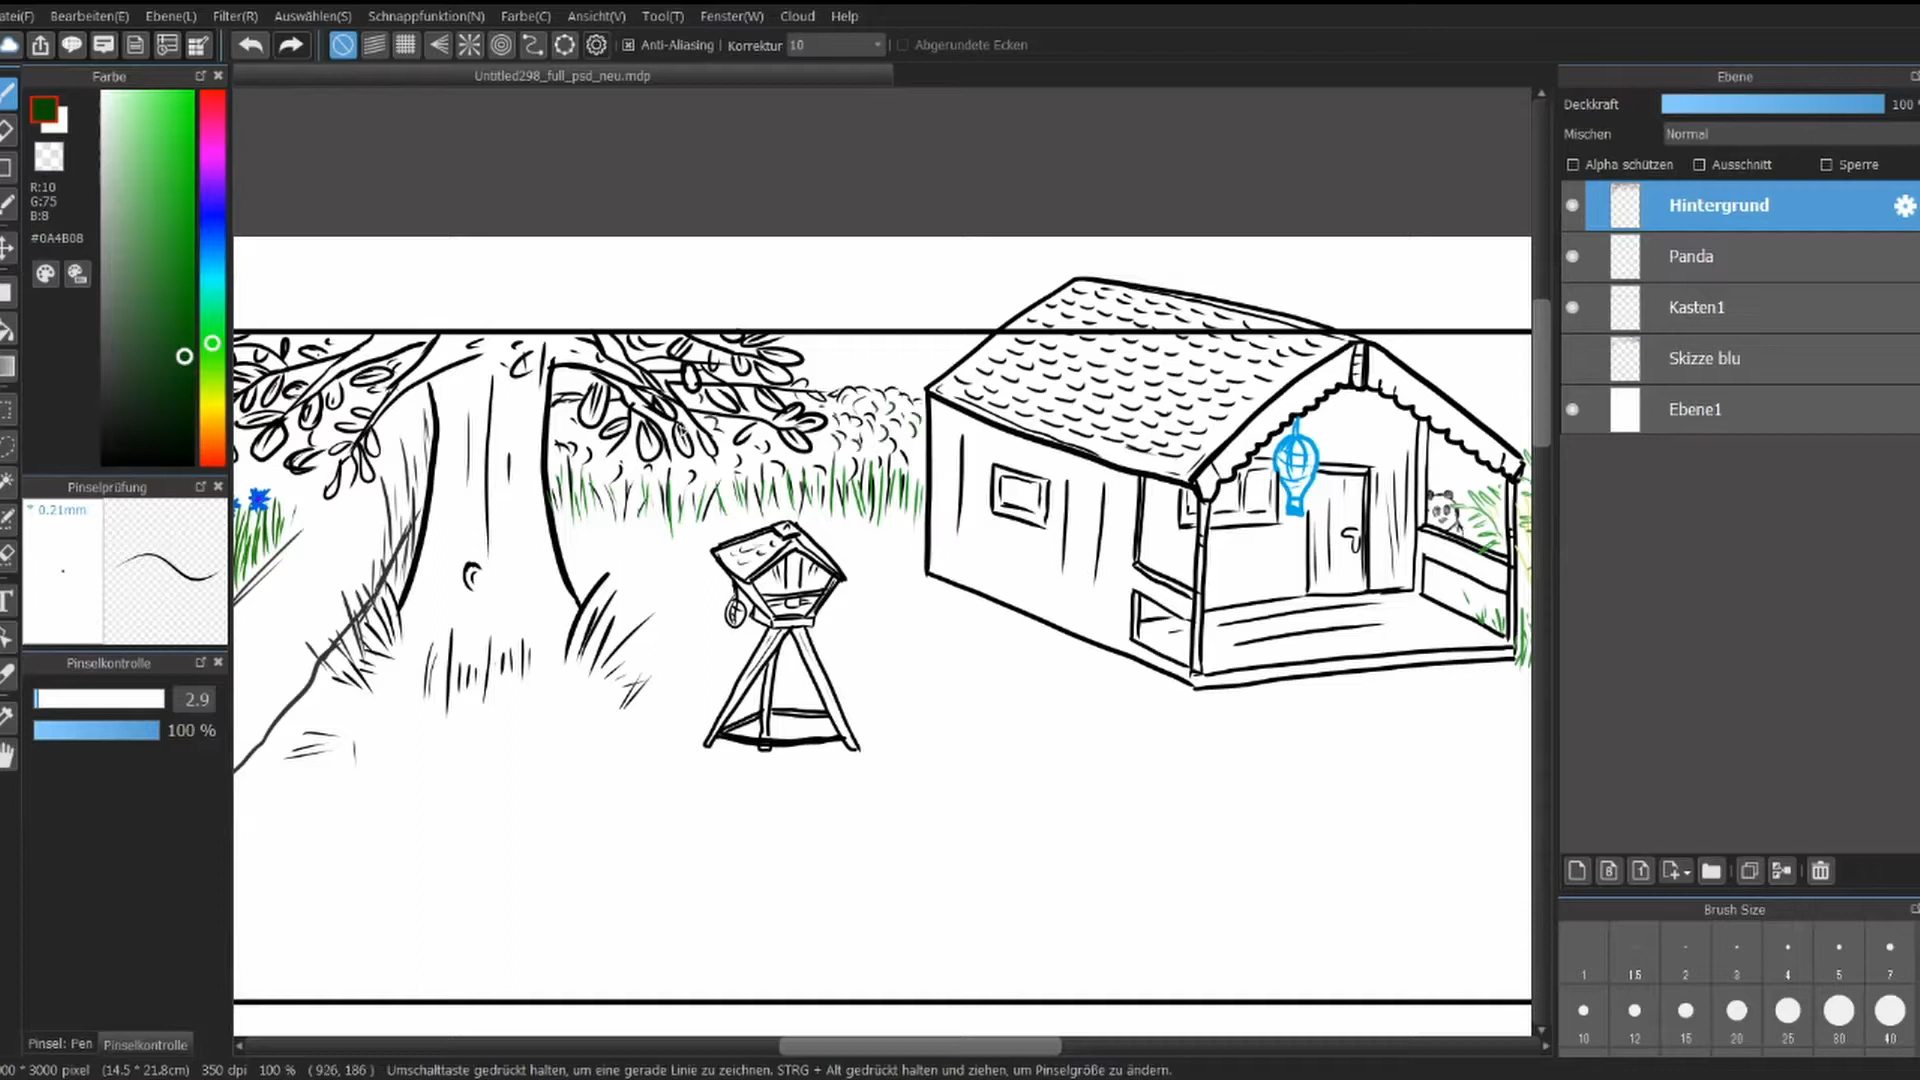 atei(F) Bearbeiten(E) Ebene(L) Filter(R) Auswählen(S) Schnappfunktion(N) Farbe(C) Ansicht(V) Tool(T) Fenster(W) Cloud Help
Anti-Aliasing Korrektur 10 Abgerundete Ecken
Farbe
Untitled298_full_psd_neu.mdp
Ebene
Deckkraft 100 %
Mischen Normal
Alpha schützen Ausschnitt Sperre
R:10
G:75
B:8
#0A4B08
Hintergrund
Panda
Kasten1
Skizze blu
Ebene1
Pinselprüfung
* 0.21mm
Pinselkontrolle
2.9
100 %
Brush Size
1 1.5 2 3 4 5 7
10 12 15 20 25 30 40
Pinsel: Pen Pinselkontrolle
00 * 3000 pixel (14.5 * 21.8cm) 350 dpi 100 % ( 926, 186 ) Umschalttaste gedrückt halten, um eine gerade Linie zu zeichnen. STRG + Alt gedrückt halten und ziehen, um Pinselgröße zu ändern.